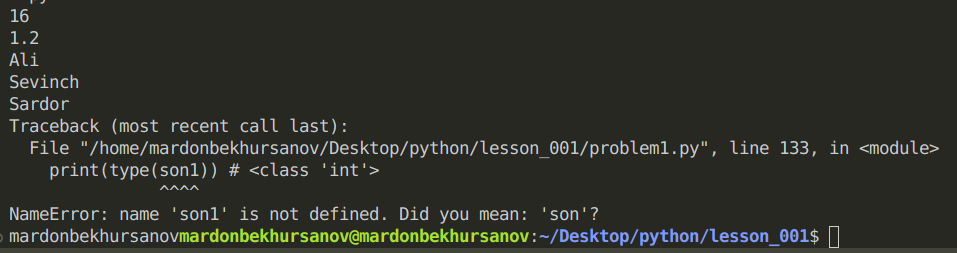 16
1.2
Ali
Sevinch
Sardor
Traceback (most recent call last):
  File "/home/mardonbekhursanov/Desktop/python/lesson_001/problem1.py", line 133, in <module>
    print(type(son1)) # <class 'int'>
               ^^^^
NameError: name 'son1' is not defined. Did you mean: 'son'?
mardonbekhursanovmardonbekhursanov@mardonbekhursanov:~/Desktop/python/lesson_001$